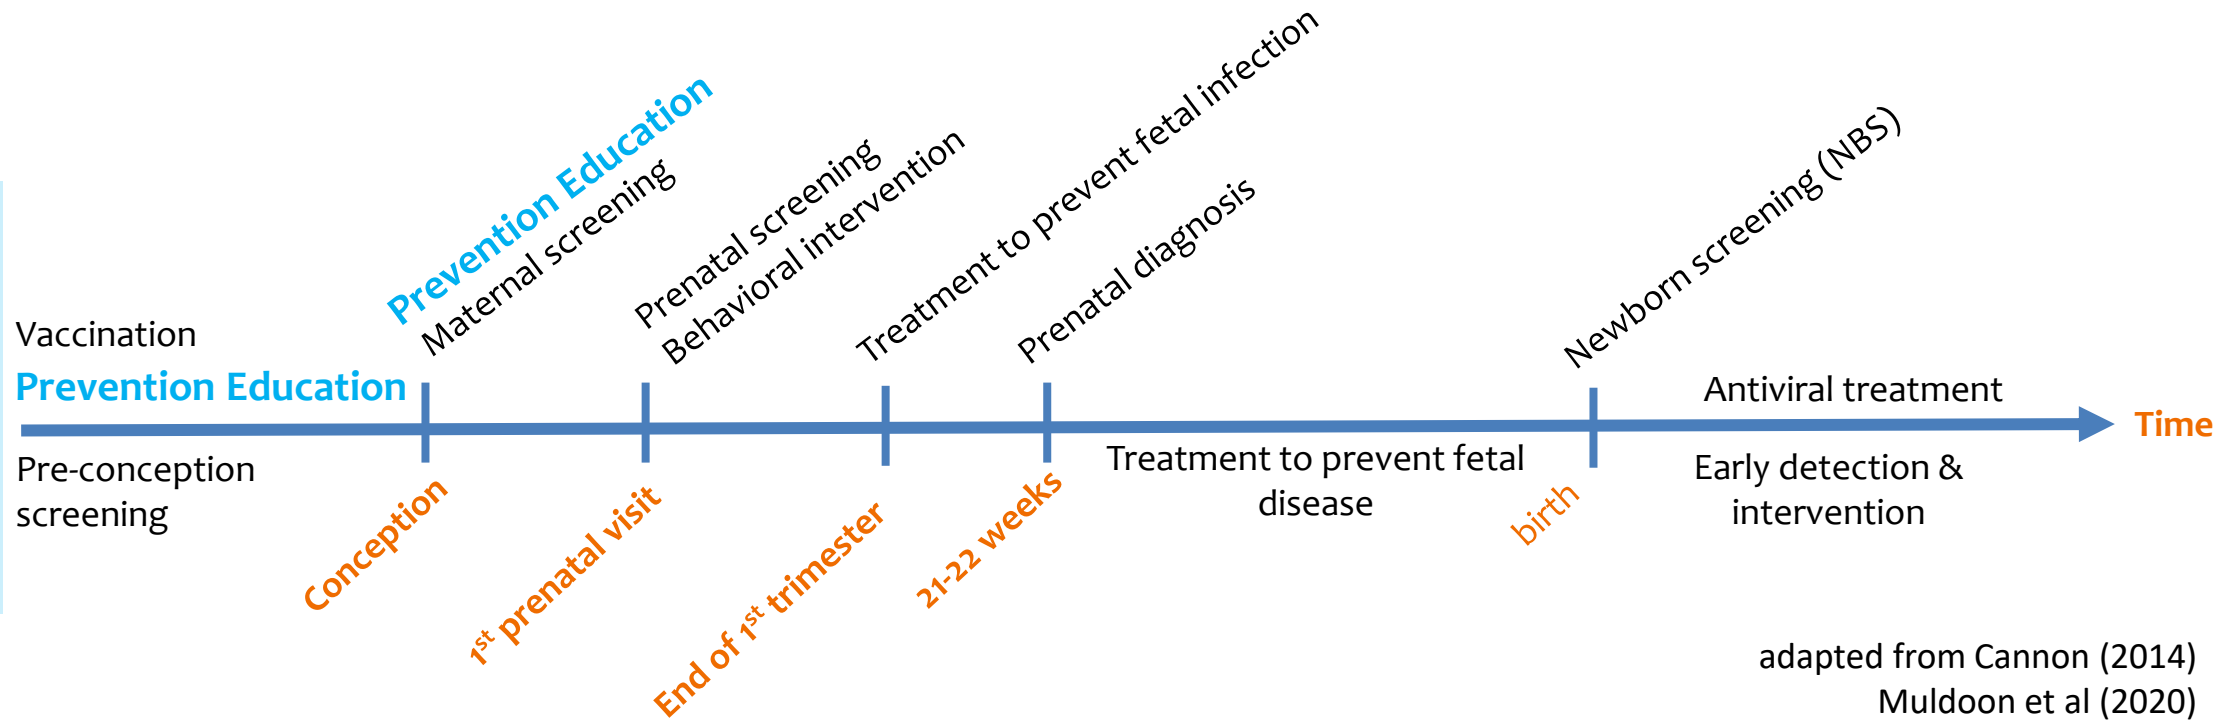 Vaccination
Prevention Education
Pre-conception
screening
Prevention Education
Maternal screening
Conception
Prenatal screening
Behavioral intervention
1st prenatal visit
Treatment to prevent fetal infection
End of 1st trimester
Prenatal diagnosis
21-22 weeks
Treatment to prevent fetal
disease
Newborn screening (NBS)
birth
Antiviral treatment
Early detection &
intervention
Time
adapted from Cannon (2014)
Muldoon et al (2020)